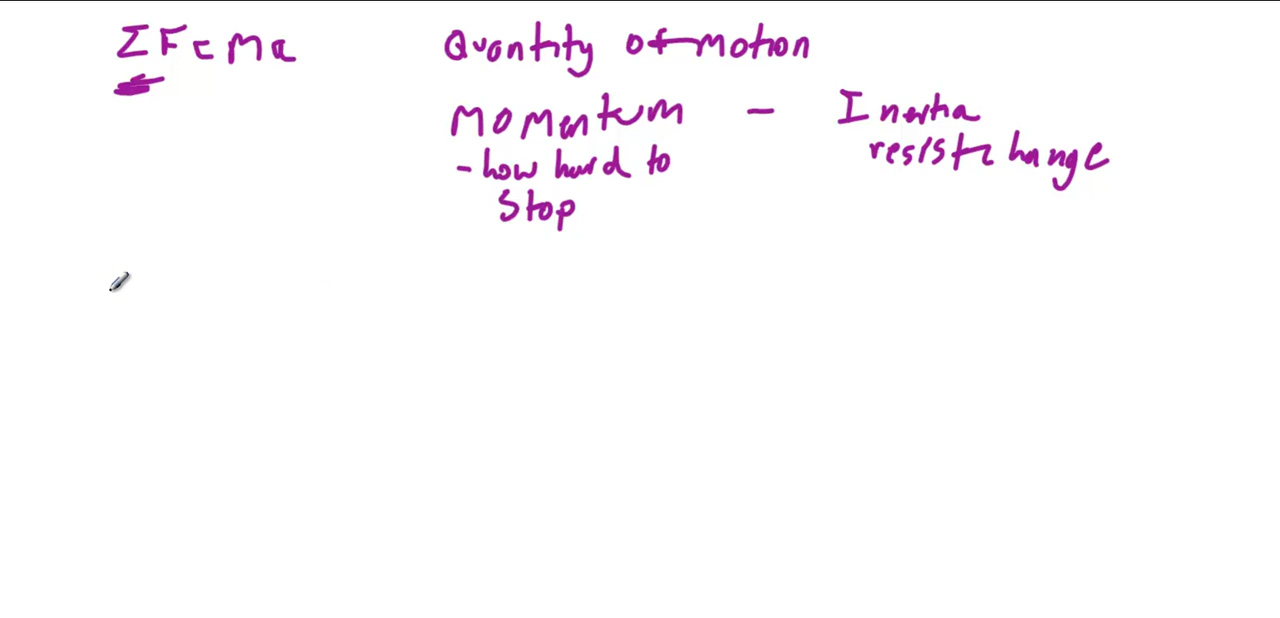 ΣF = ma
Quantity of motion
Momentum - Inertia
resist change
- how hard to
stop